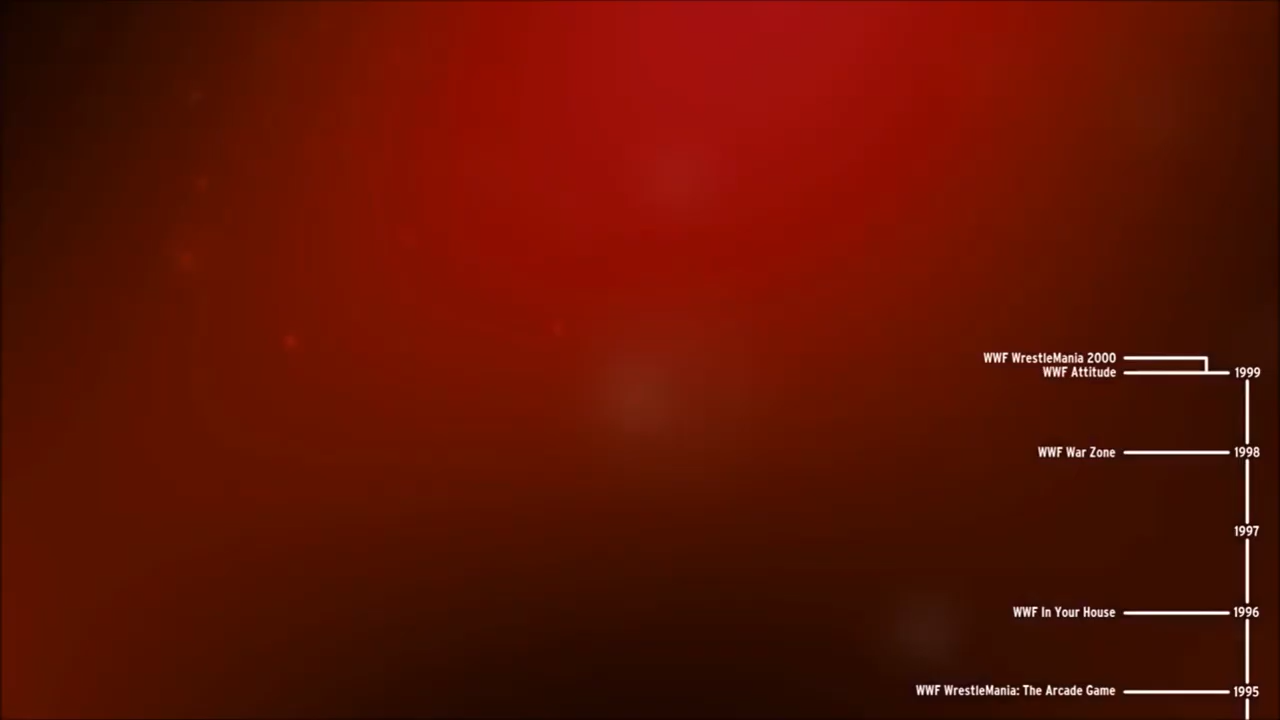 WWF WrestleMania 2000
WWF Attitude 1999
WWF War Zone 1998
1997
WWF In Your House 1996
WWF WrestleMania: The Arcade Game 1995